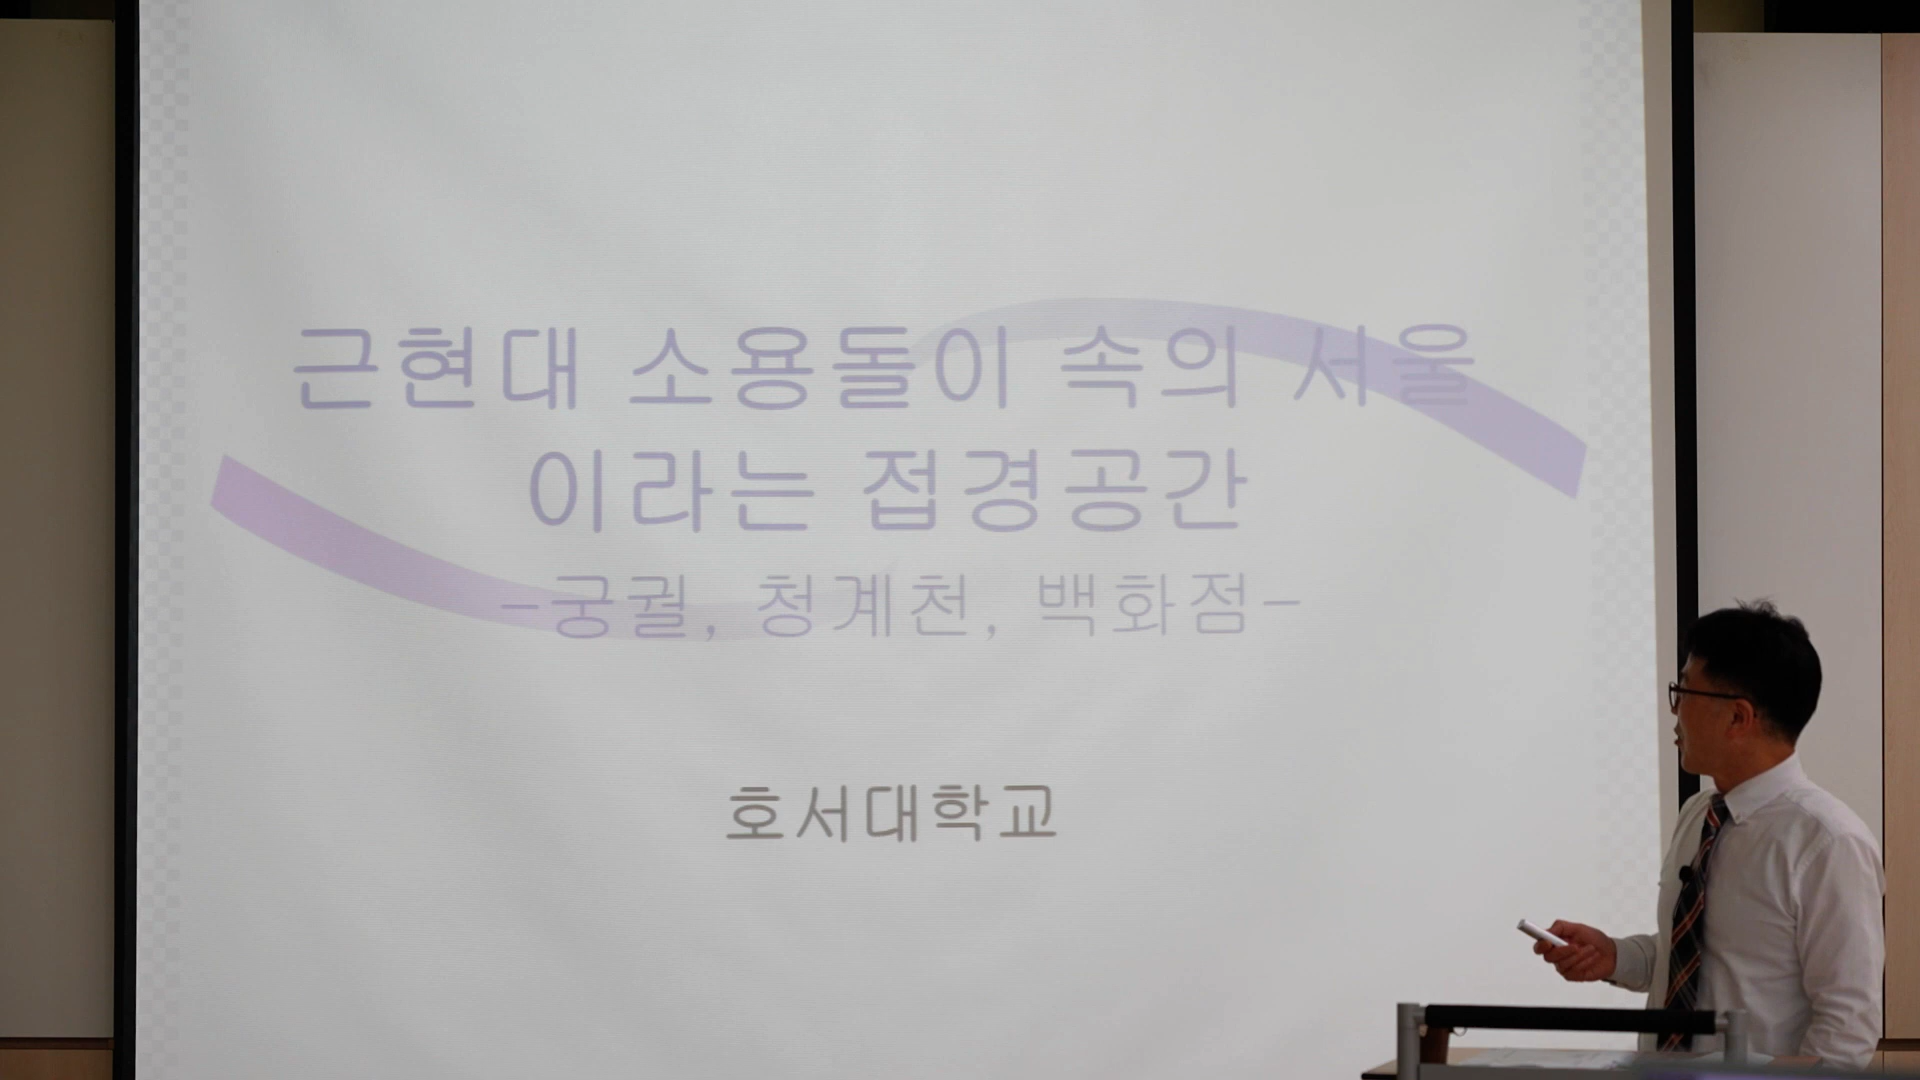 근현대 소용돌이 속의 서울
이라는 접경공간
-궁궐, 청계천, 백화점-
호서대학교